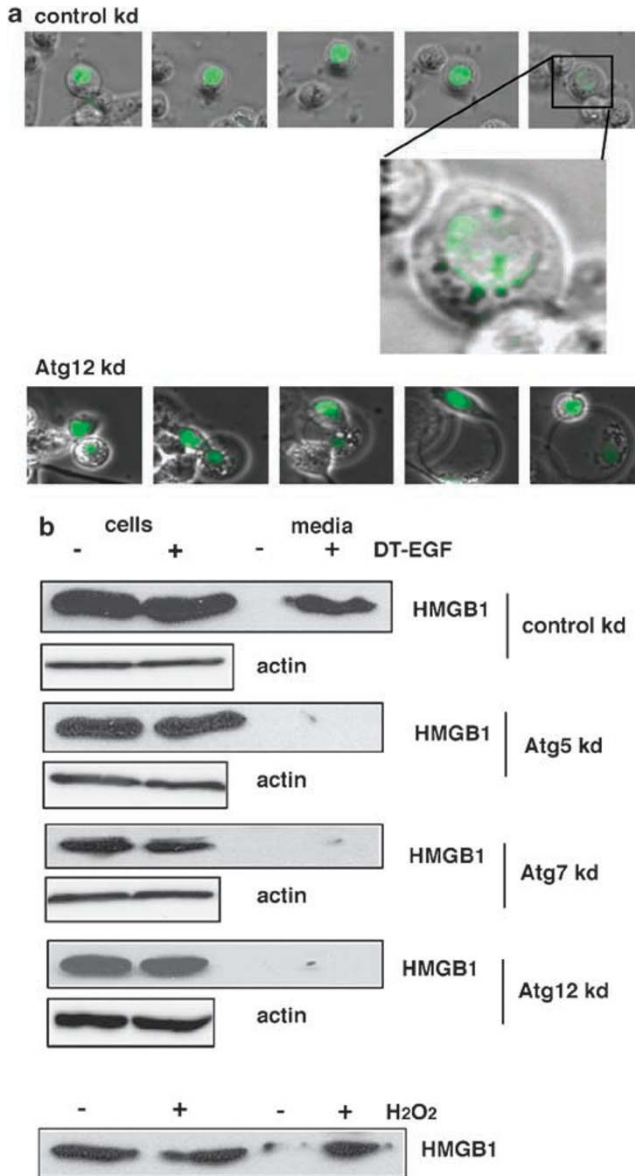 a control kd
Atg12 kd
b cells media
- + - + DT-EGF
HMGB1
control kd
actin
HMGB1
Atg5 kd
actin
HMGB1
Atg7 kd
actin
HMGB1
Atg12 kd
actin
- + - + H2O2
HMGB1